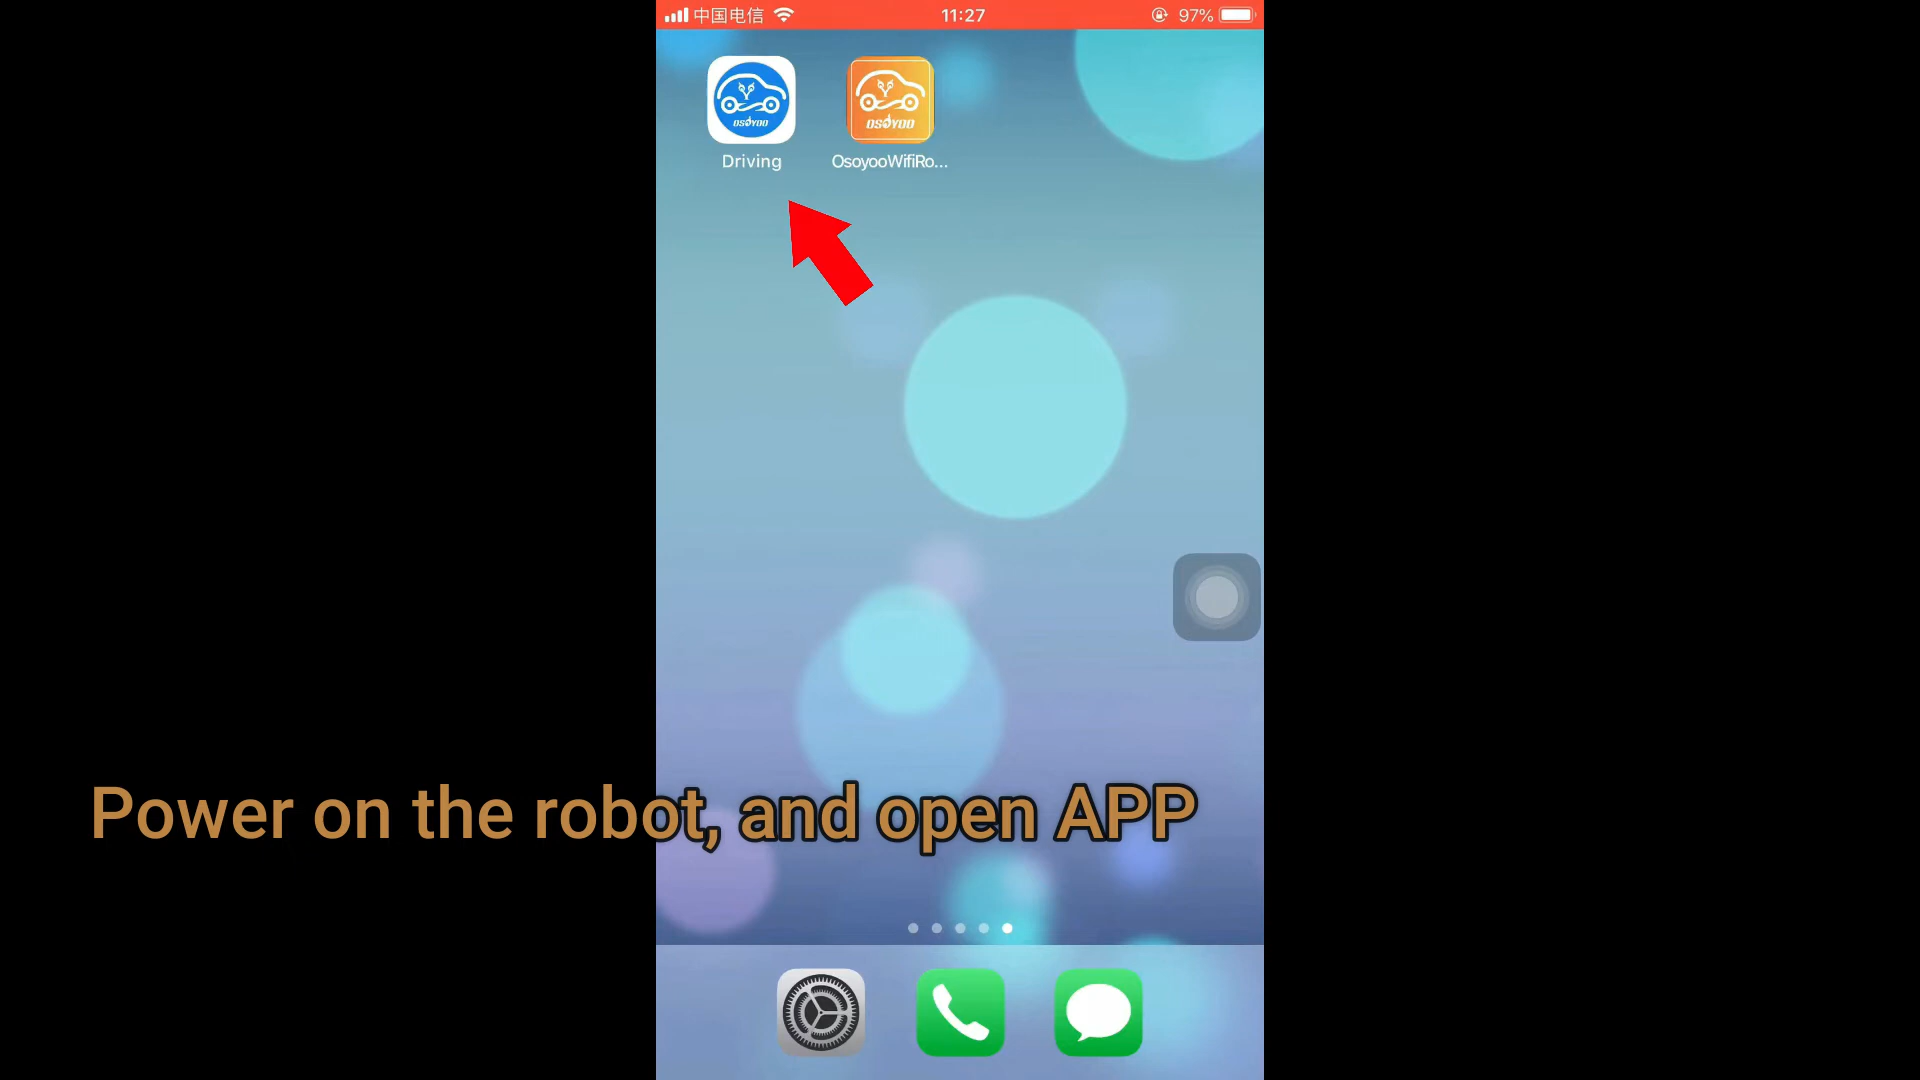 中国电信
11:27
97%
OSOYOO
OSOYOO
Driving
OsoyooWifiRo...
Power on the robot, and open APP